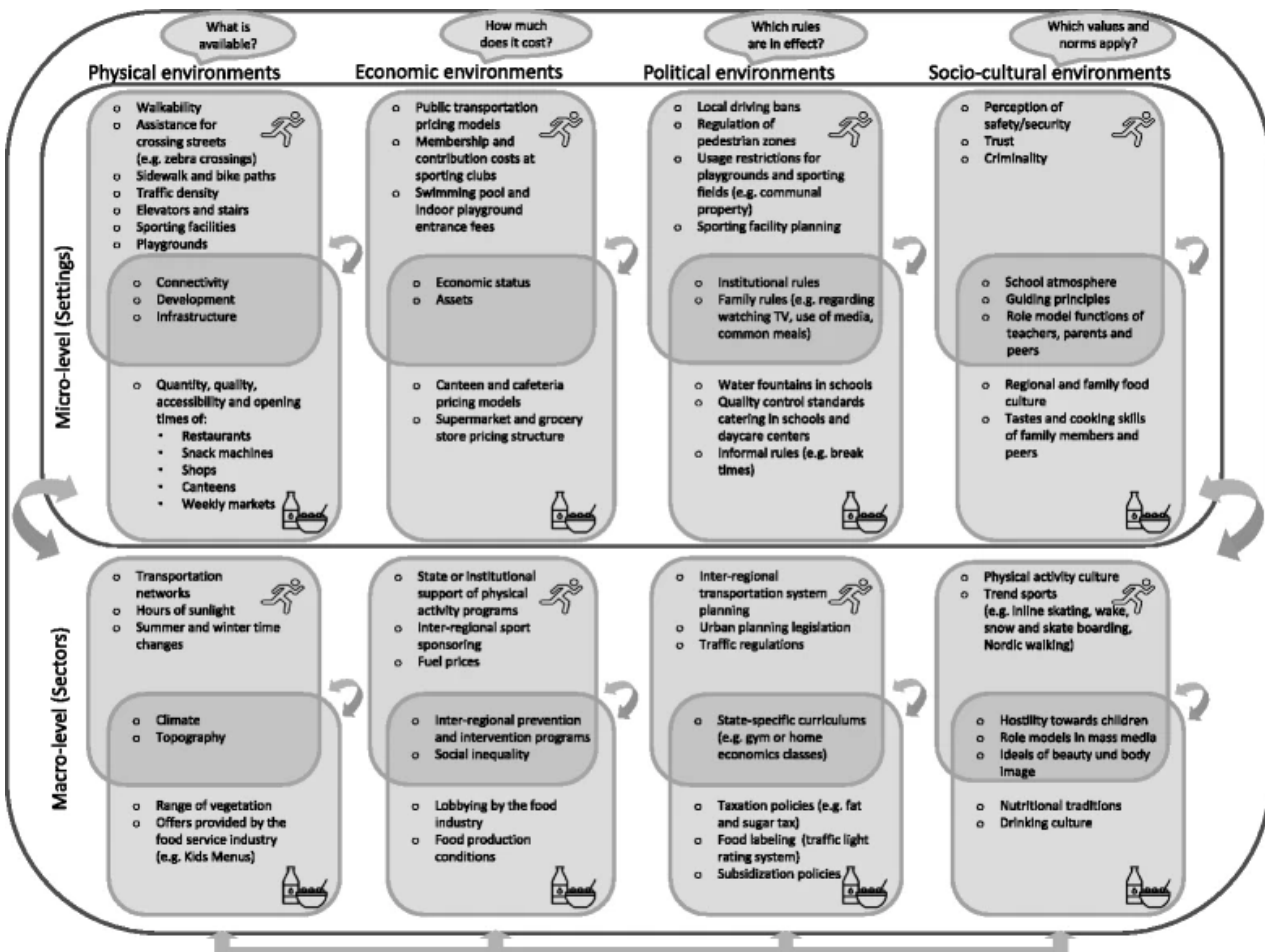 What is
available?
How much
does it cost?
Which rules
are in effect?
Which values and
norms apply?
Physical environments
Economic environments
Political environments
Socio-cultural environments
Micro-level (Settings)
o Walkability
o Assistance for
crossing streets
(e.g. zebra crossings)
o Sidewalk and bike paths
o Traffic density
o Elevators and stairs
o Sporting facilities
o Playgrounds
o Connectivity
o Development
o Infrastructure
o Quantity, quality,
accessibility and opening
times of:
• Restaurants
• Snack machines
• Shops
• Canteens
• Weekly markets
o Public transportation
pricing models
o Membership and
contribution costs at
sporting clubs
o Swimming pool and
indoor playground
entrance fees
o Economic status
o Assets
o Canteen and cafeteria
pricing models
o Supermarket and grocery
store pricing structure
o Local driving bans
o Regulation of
pedestrian zones
o Usage restrictions for
playgrounds and sporting
fields (e.g. communal
property)
o Sporting facility planning
o Institutional rules
o Family rules (e.g. regarding
watching TV, use of media,
common meals)
o Water fountains in schools
o Quality control standards
catering in schools and
daycare centers
o Informal rules (e.g. break
times)
o Perception of
safety/security
o Trust
o Criminality
o School atmosphere
o Guiding principles
o Role model functions of
teachers, parents and
peers
o Regional and family food
culture
o Tastes and cooking skills
of family members and
peers
Macro-level (Sectors)
o Transportation
networks
o Hours of sunlight
o Summer and winter time
changes
o Climate
o Topography
o Range of vegetation
o Offers provided by the
food service industry
(e.g. Kids Menus)
o State or institutional
support of physical
activity programs
o Inter-regional sport
sponsoring
o Fuel prices
o Inter-regional prevention
and intervention programs
o Social inequality
o Lobbying by the food
industry
o Food production
conditions
o Inter-regional
transportation system
planning
o Urban planning legislation
o Traffic regulations
o State-specific curriculums
(e.g. gym or home
economics classes)
o Taxation policies (e.g. fat
and sugar tax)
o Food labeling (traffic light
rating system)
o Subsidization policies
o Physical activity culture
o Trend sports
(e.g. inline skating, wake,
snow and skate boarding,
Nordic walking)
o Hostility towards children
o Role models in mass media
o Ideals of beauty und body
image
o Nutritional traditions
o Drinking culture